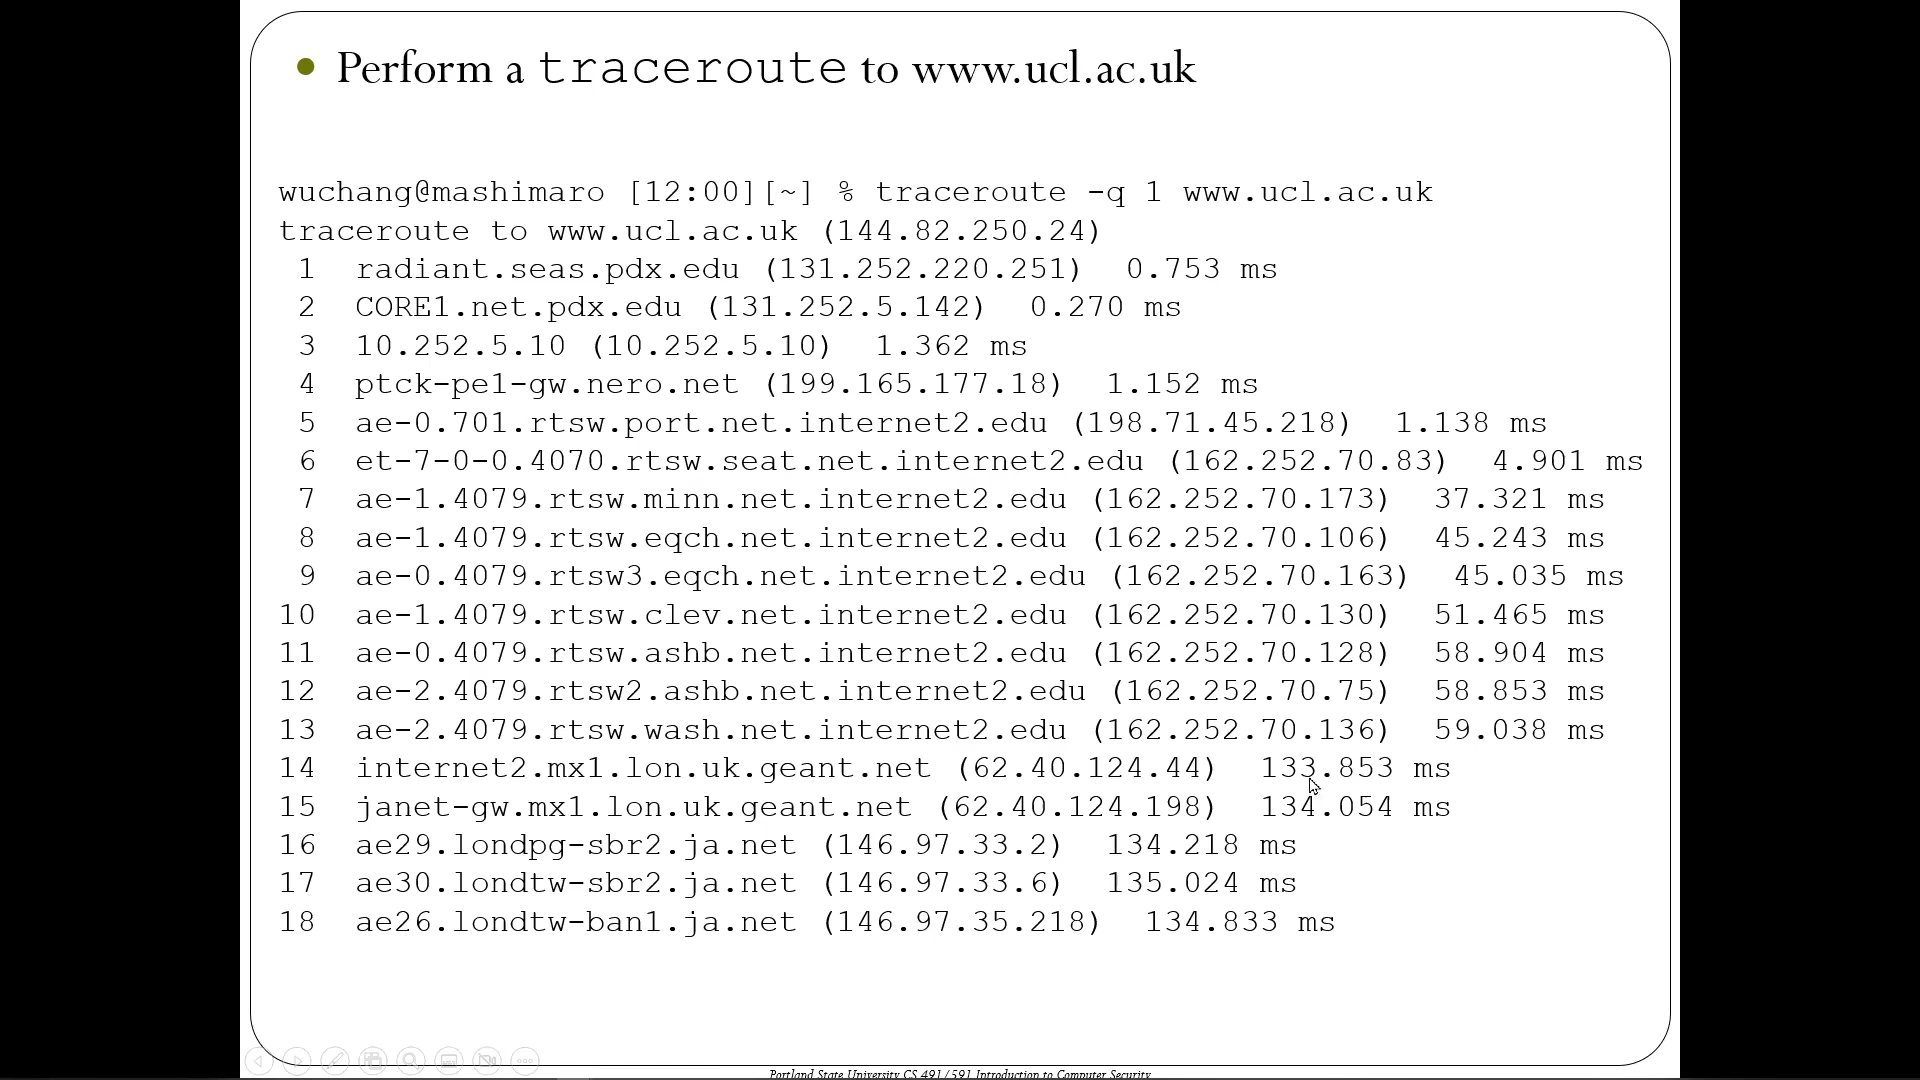 • Perform a traceroute to www.ucl.ac.uk
wuchang@mashimaro [12:00][~] % traceroute -q 1 www.ucl.ac.uk
traceroute to www.ucl.ac.uk (144.82.250.24)
1 radiant.seas.pdx.edu (131.252.220.251) 0.753 ms
2 CORE1.net.pdx.edu (131.252.5.142) 0.270 ms
3 10.252.5.10 (10.252.5.10) 1.362 ms
4 ptck-pe1-gw.nero.net (199.165.177.18) 1.152 ms
5 ae-0.701.rtsw.port.net.internet2.edu (198.71.45.218) 1.138 ms
6 et-7-0-0.4070.rtsw.seat.net.internet2.edu (162.252.70.83) 4.901 ms
7 ae-1.4079.rtsw.minn.net.internet2.edu (162.252.70.173) 37.321 ms
8 ae-1.4079.rtsw.eqch.net.internet2.edu (162.252.70.106) 45.243 ms
9 ae-0.4079.rtsw3.eqch.net.internet2.edu (162.252.70.163) 45.035 ms
10 ae-1.4079.rtsw.clev.net.internet2.edu (162.252.70.130) 51.465 ms
11 ae-0.4079.rtsw.ashb.net.internet2.edu (162.252.70.128) 58.904 ms
12 ae-2.4079.rtsw2.ashb.net.internet2.edu (162.252.70.75) 58.853 ms
13 ae-2.4079.rtsw.wash.net.internet2.edu (162.252.70.136) 59.038 ms
14 internet2.mx1.lon.uk.geant.net (62.40.124.44) 133.853 ms
15 janet-gw.mx1.lon.uk.geant.net (62.40.124.198) 134.054 ms
16 ae29.londpg-sbr2.ja.net (146.97.33.2) 134.218 ms
17 ae30.londtw-sbr2.ja.net (146.97.33.6) 135.024 ms
18 ae26.londtw-ban1.ja.net (146.97.35.218) 134.833 ms
Portland State University CS 491/591 Introduction to Computer Security